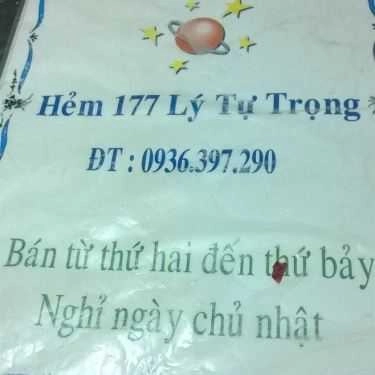 Hẻm 177 Lý Tự Trọng
ĐT : 0936.397.290
Bán từ thứ hai đến thứ bảy
Nghỉ ngày chủ nhật